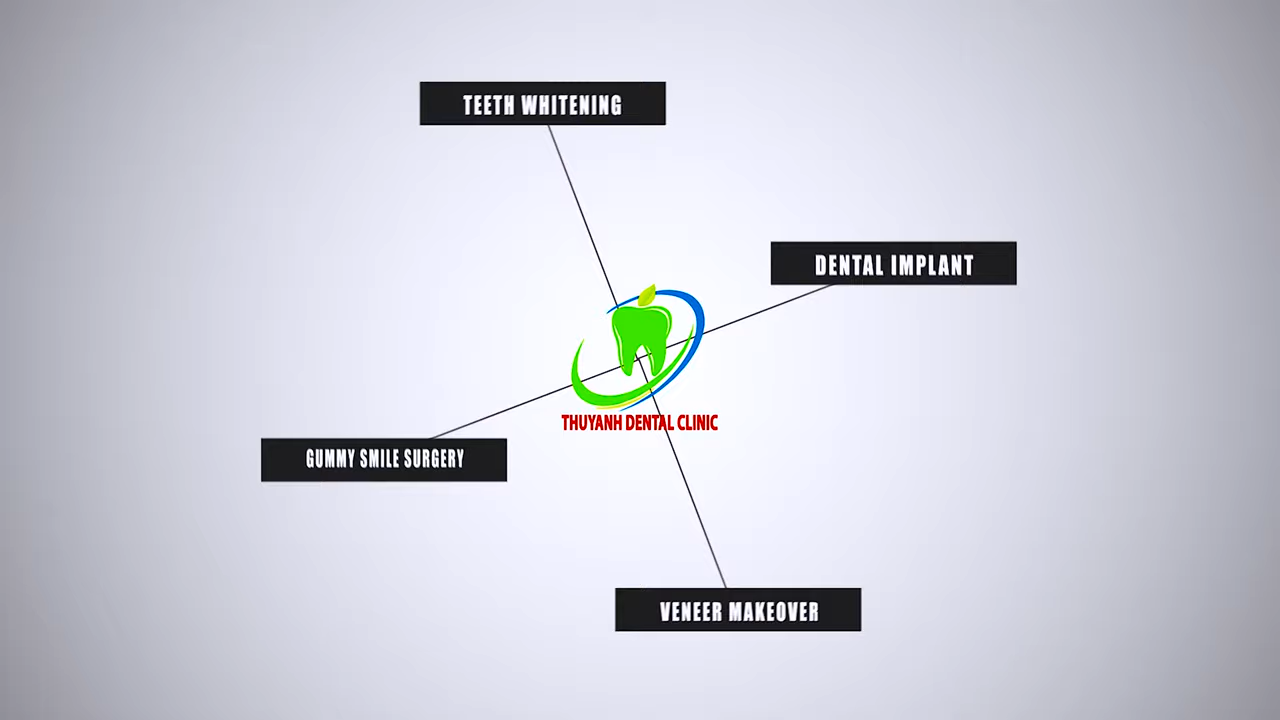 TEETH WHITENING
DENTAL IMPLANT
THUYANH DENTAL CLINIC
GUMMY SMILE SURGERY
VENEER MAKEOVER